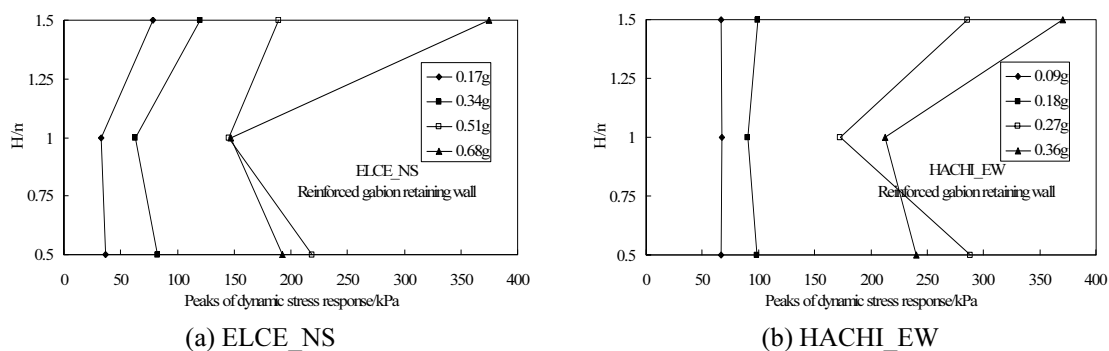 1.5
1.25
1
0.75
0.5
H/m
0 50 100 150 200 250 300 350 400
Peaks of dynamic stress response/kPa
0.17g
0.34g
0.51g
0.68g
ELCE_NS
Reinforced gabion retaining wall
(a) ELCE_NS
1.5
1.25
1
0.75
0.5
H/m
0 50 100 150 200 250 300 350 400
Peaks of dynamic stress response/kPa
0.09g
0.18g
0.27g
0.36g
HACHI_EW
Reinforced gabion retaining wall
(b) HACHI_EW